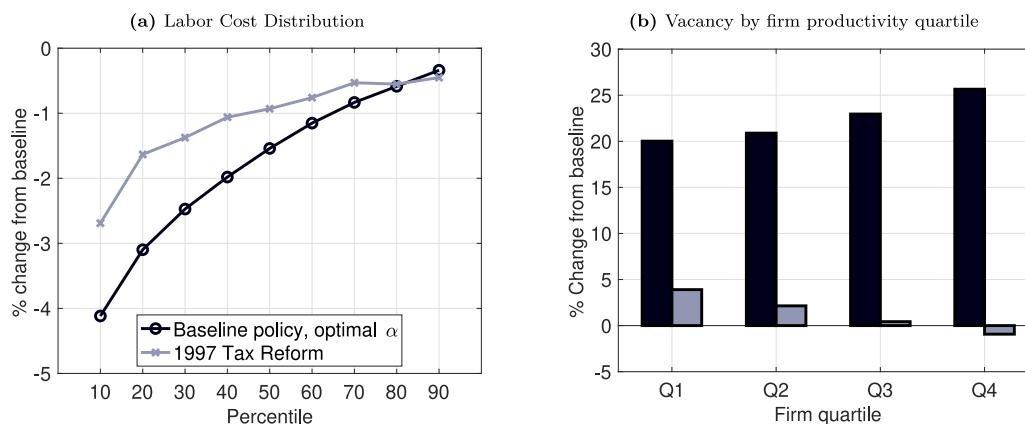 (a) Labor Cost Distribution
% change from baseline
0
-1
-2
-3
-4
-5
10 20 30 40 50 60 70 80 90
Percentile
Baseline policy, optimal α
1997 Tax Reform
(b) Vacancy by firm productivity quartile
% Change from baseline
30
25
20
15
10
5
0
-5
Q1 Q2 Q3 Q4
Firm quartile